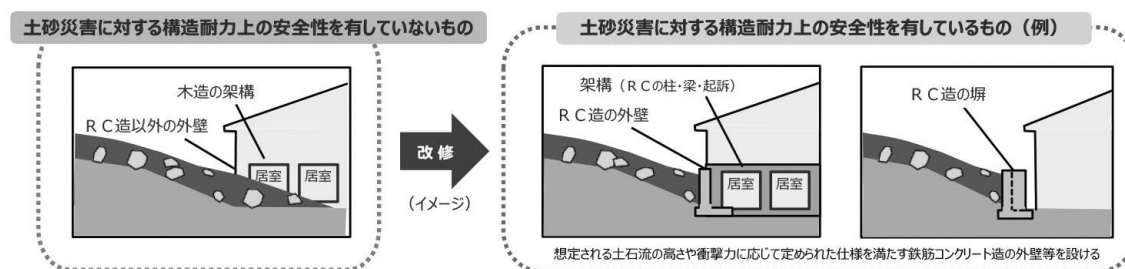 土砂災害に対する構造耐力上の安全性を有していないもの
木造の架構
RC造以外の外壁
居室
居室
改修
(イメージ)
土砂災害に対する構造耐力上の安全性を有しているもの(例)
架構(RCの柱・梁・起訴)
RC造の外壁
居室
居室
RC造の塀
想定される土石流の高さや衝撃力に応じて定められた仕様を満たす鉄筋コンクリート造の外壁等を設ける